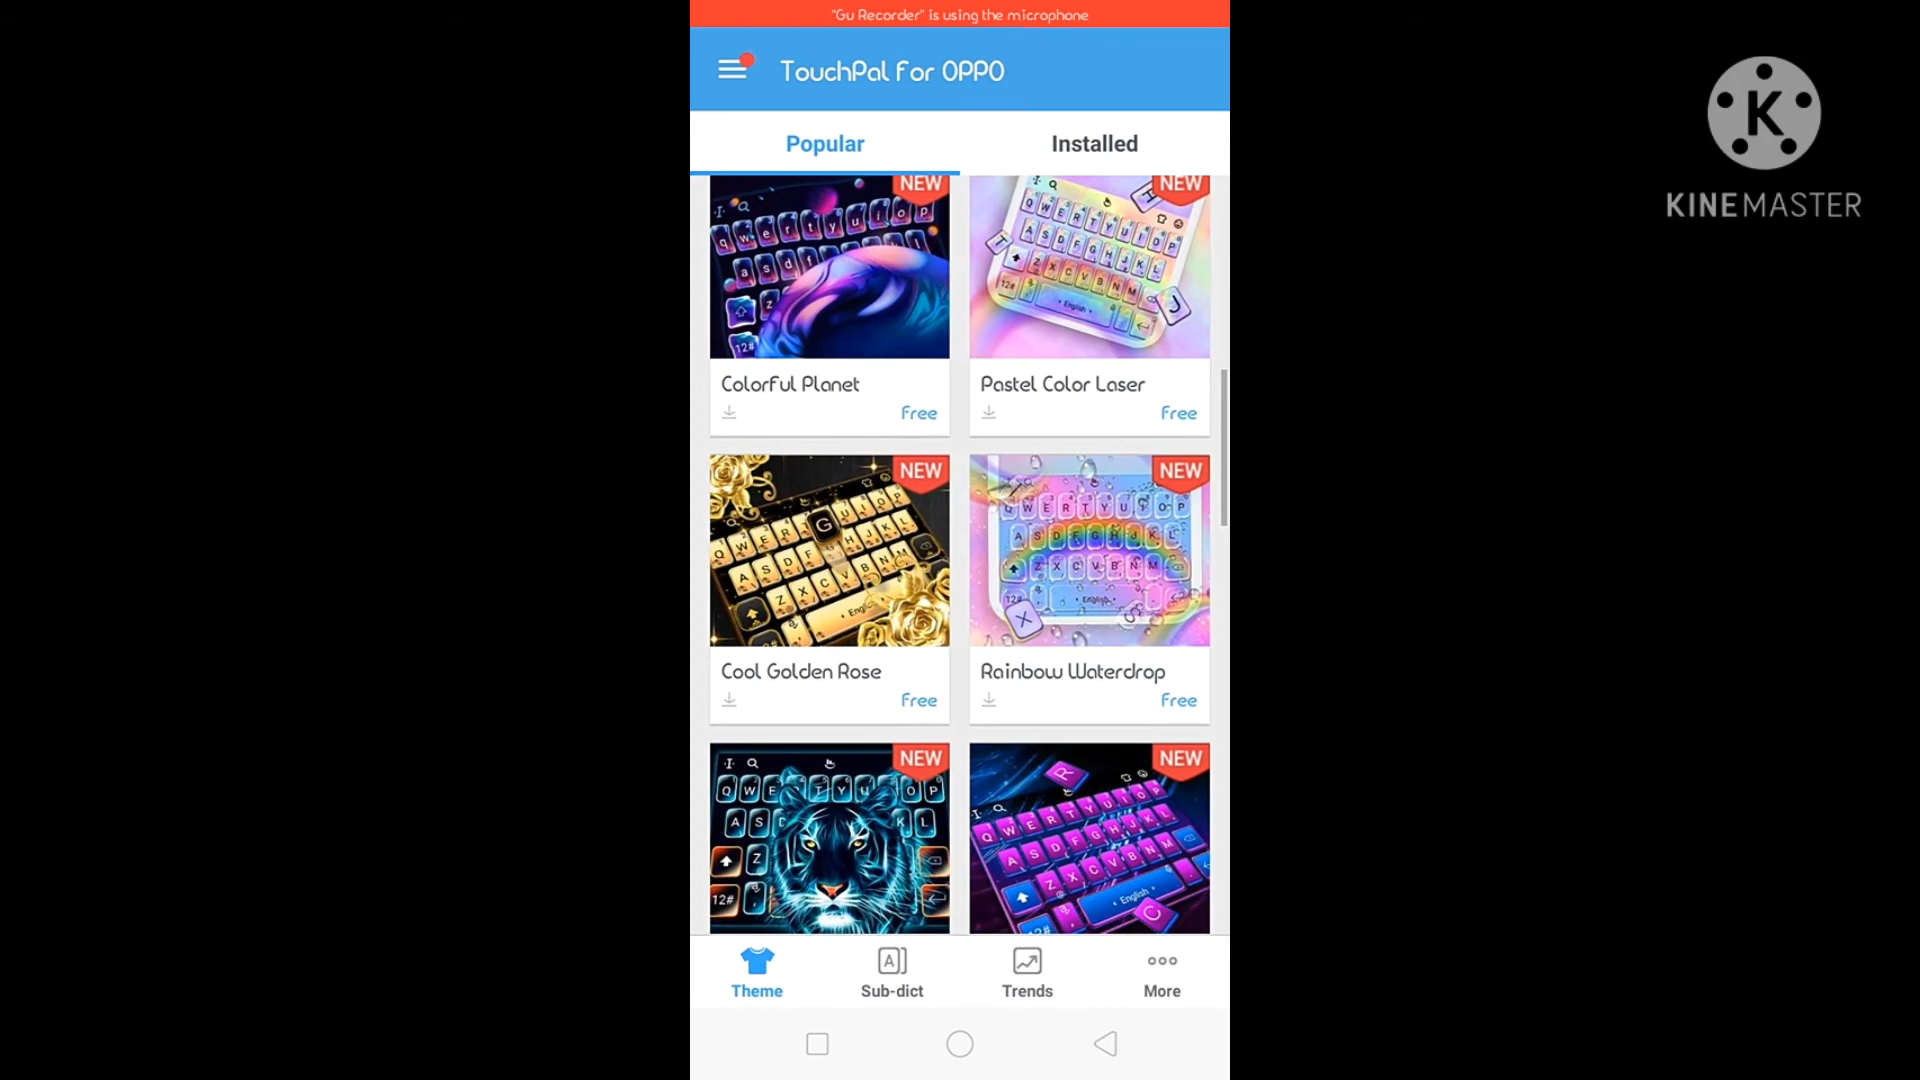 "Gu Recorder" is using the microphone
TouchPal For OPPO
KINEMASTER
Popular
Installed
NEW
NEW
Colorful Planet
Free
Pastel Color Laser
Free
NEW
NEW
Cool Golden Rose
Free
Rainbow Waterdrop
Free
NEW
NEW
Theme
Sub-dict
Trends
More